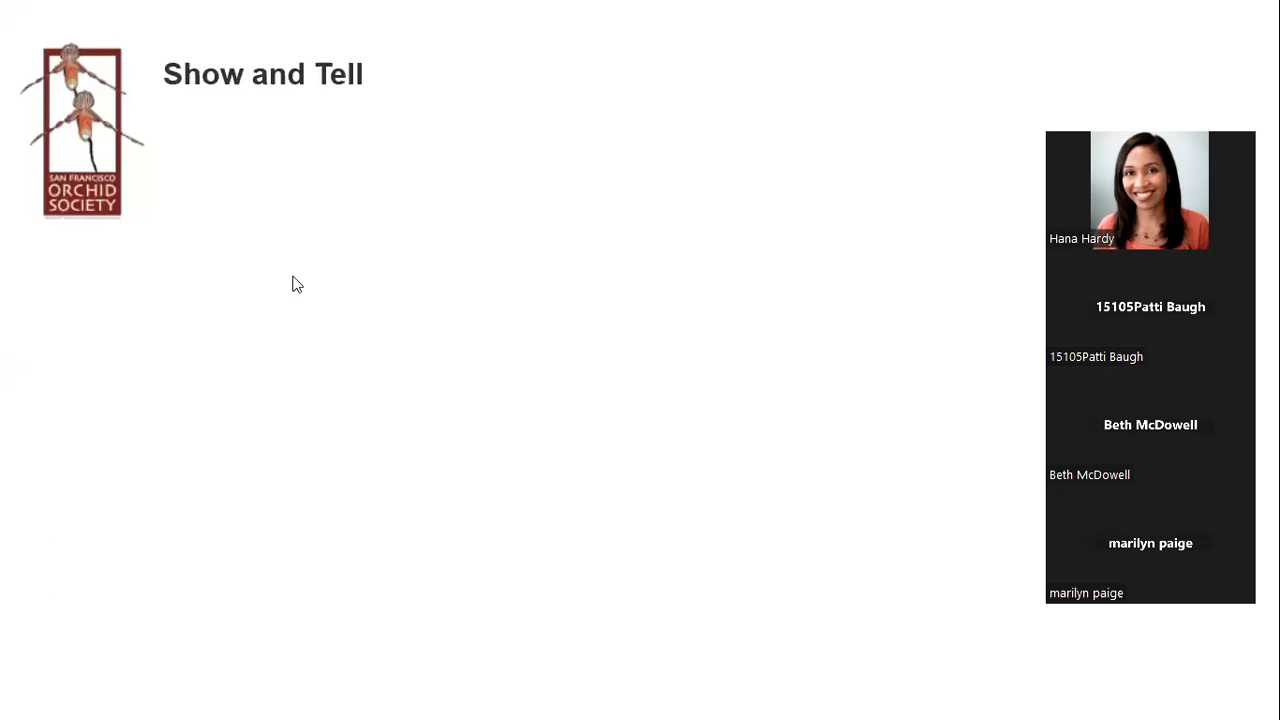 Show and Tell
SAN FRANCISCO
ORCHID
SOCIETY
Hana Hardy
15105Patti Baugh
15105Patti Baugh
Beth McDowell
Beth McDowell
marilyn paige
marilyn paige